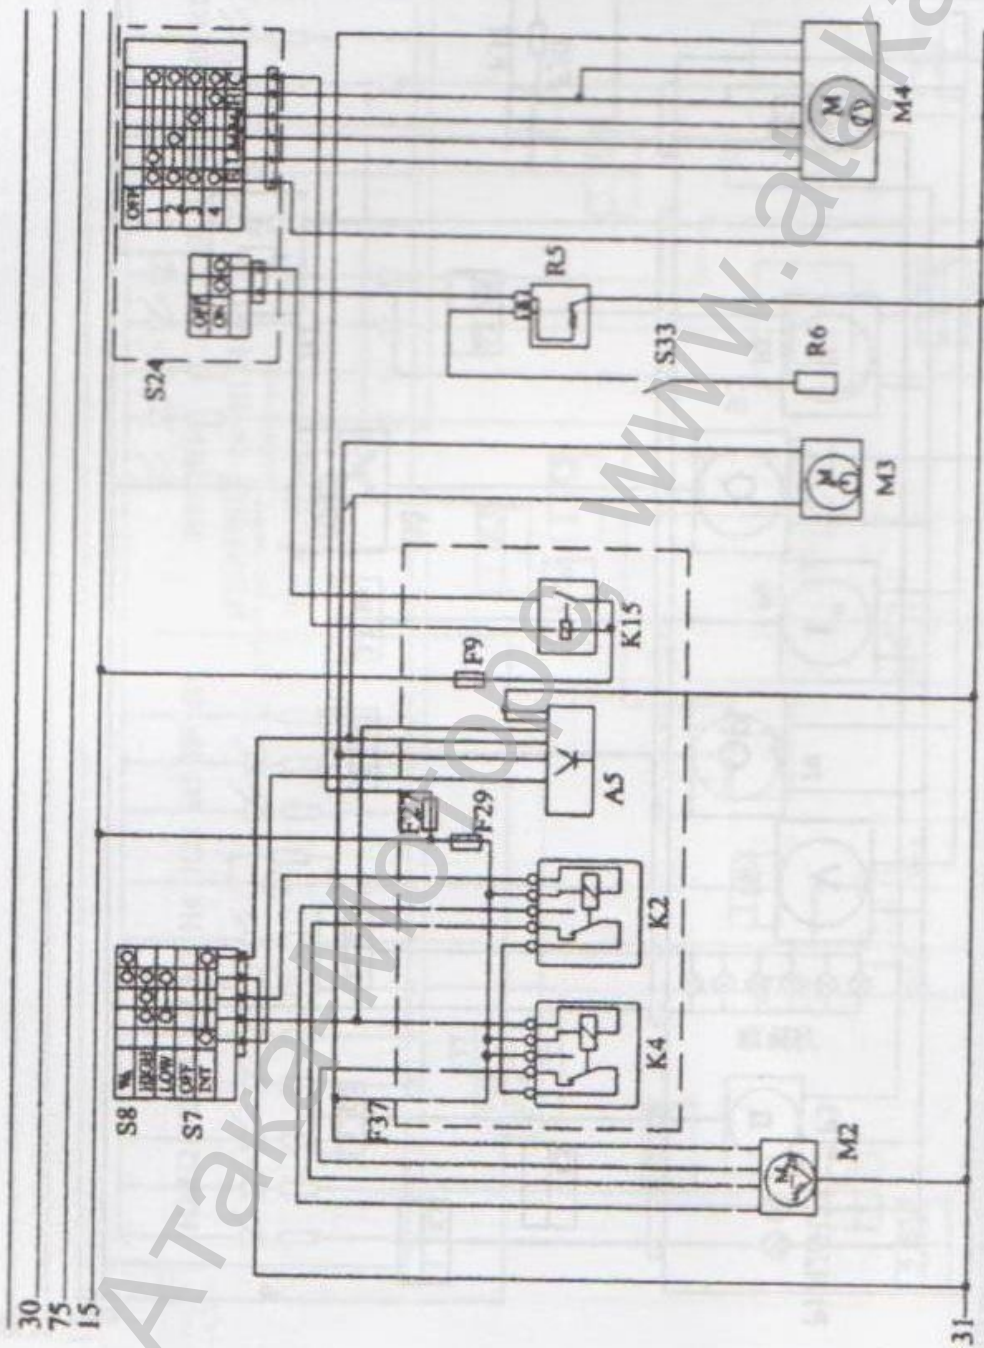 30
75
15
S8
S7
HIGH
LOW
OFF
INT
S24
OFF
ON
OFF
1
2
3
4
F37
F27
F29
F9
K4
K2
A5
K15
R5
S33
R6
M2
M
M3
M
M4
M
31
Атака-Моторс, www.ataka